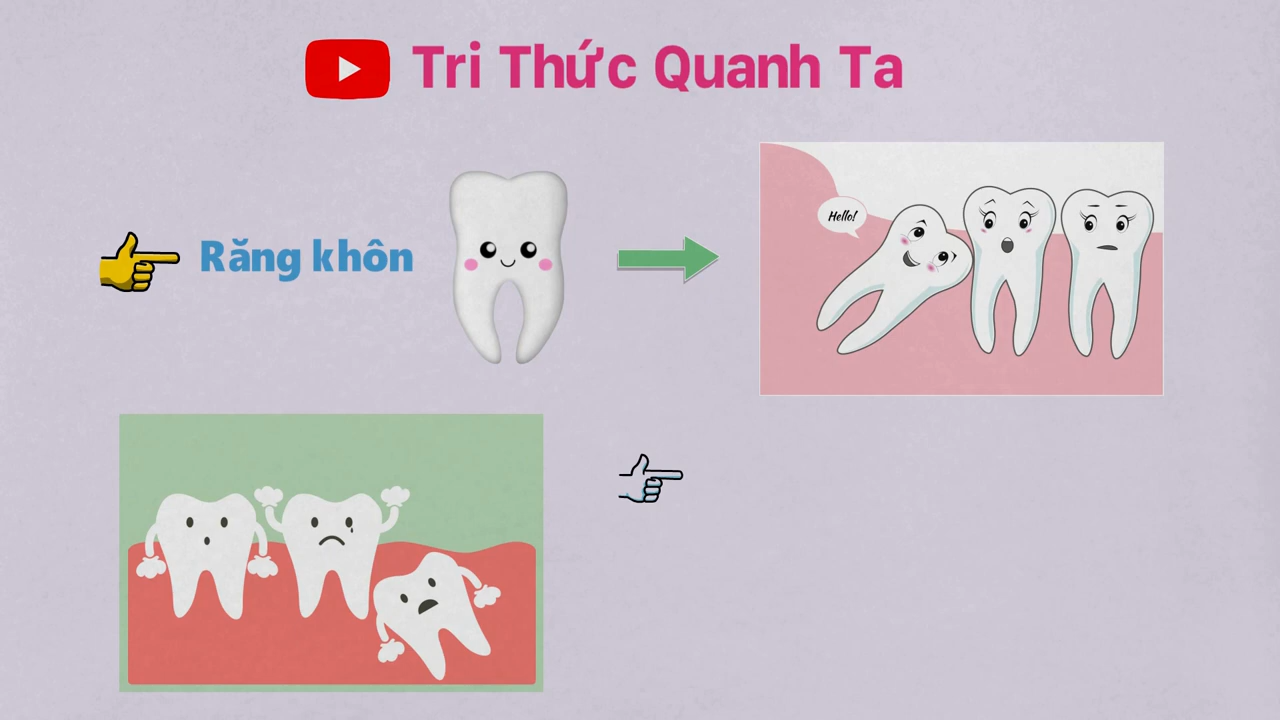 Tri Thức Quanh Ta
Răng khôn
Hello!